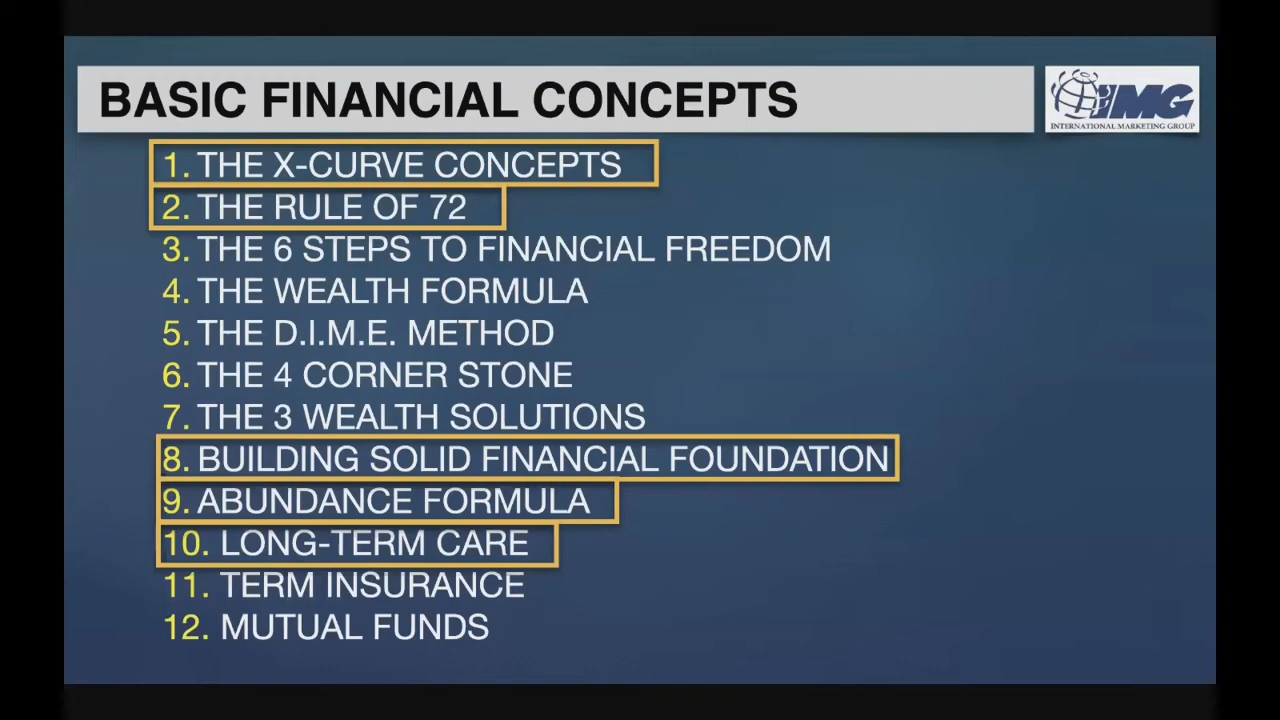 BASIC FINANCIAL CONCEPTS
IMG
INTERNATIONAL MARKETING GROUP
1. THE X-CURVE CONCEPTS
2. THE RULE OF 72
3. THE 6 STEPS TO FINANCIAL FREEDOM
4. THE WEALTH FORMULA
5. THE D.I.M.E. METHOD
6. THE 4 CORNER STONE
7. THE 3 WEALTH SOLUTIONS
8. BUILDING SOLID FINANCIAL FOUNDATION
9. ABUNDANCE FORMULA
10. LONG-TERM CARE
11. TERM INSURANCE
12. MUTUAL FUNDS